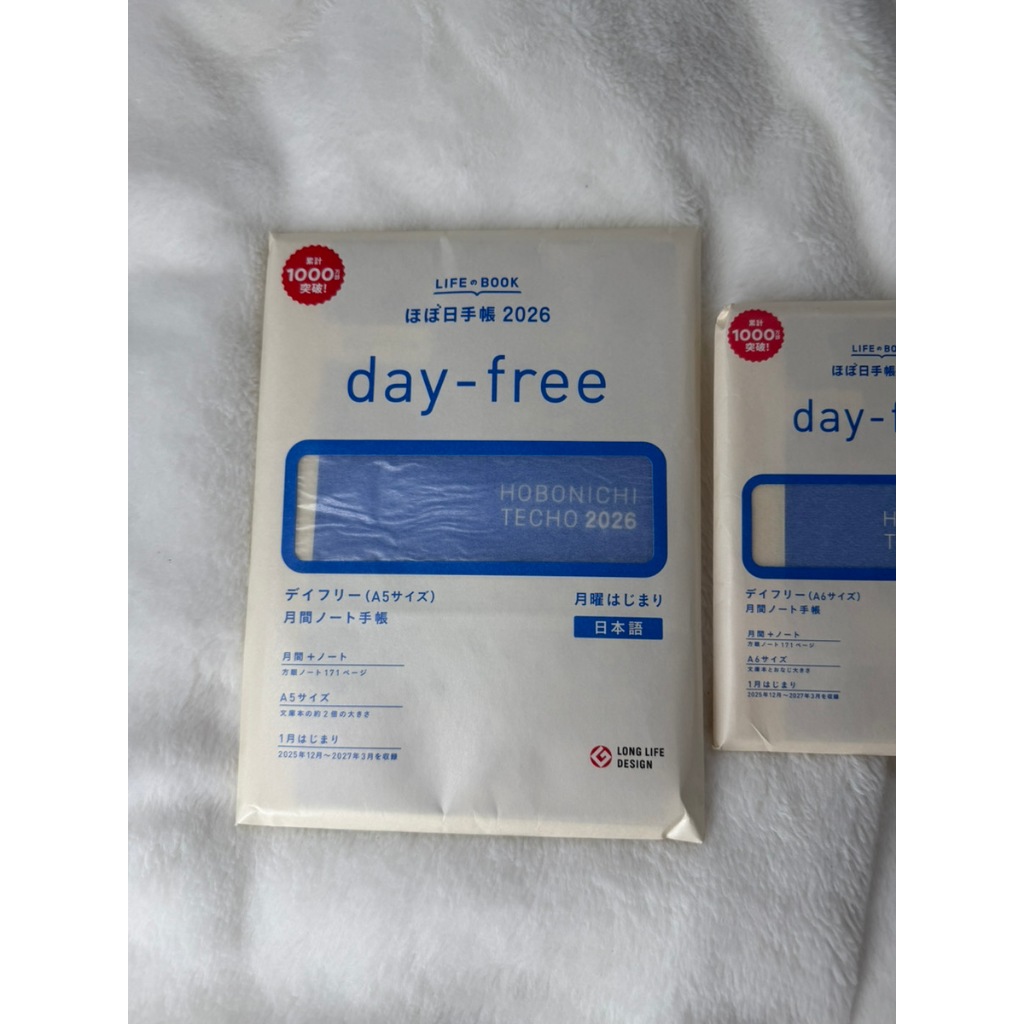 累計
1000万部
突破!
LIFEのBOOK
ほぼ日手帳 2026
day-free
HOBONICHI
TECHO 2026
デイフリー(A5サイズ)
月間ノート手帳
月曜はじまり
日本語
月間+ノート
方眼ノート171ページ
A5サイズ
文庫本の約2倍の大きさ
1月はじまり
2025年12月~2027年3月を収録
LONG LIFE
DESIGN
累計
1000万部
突破!
LIFEのBO
ほぼ日手帳
day-f
H
T
デイフリー(A6サイズ)
月間ノート手帳
月間+ノート
方眼ノート171ページ
A6サイズ
文庫本とおなじ大きさ
1月はじまり
2025年12月~2027年3月を収録